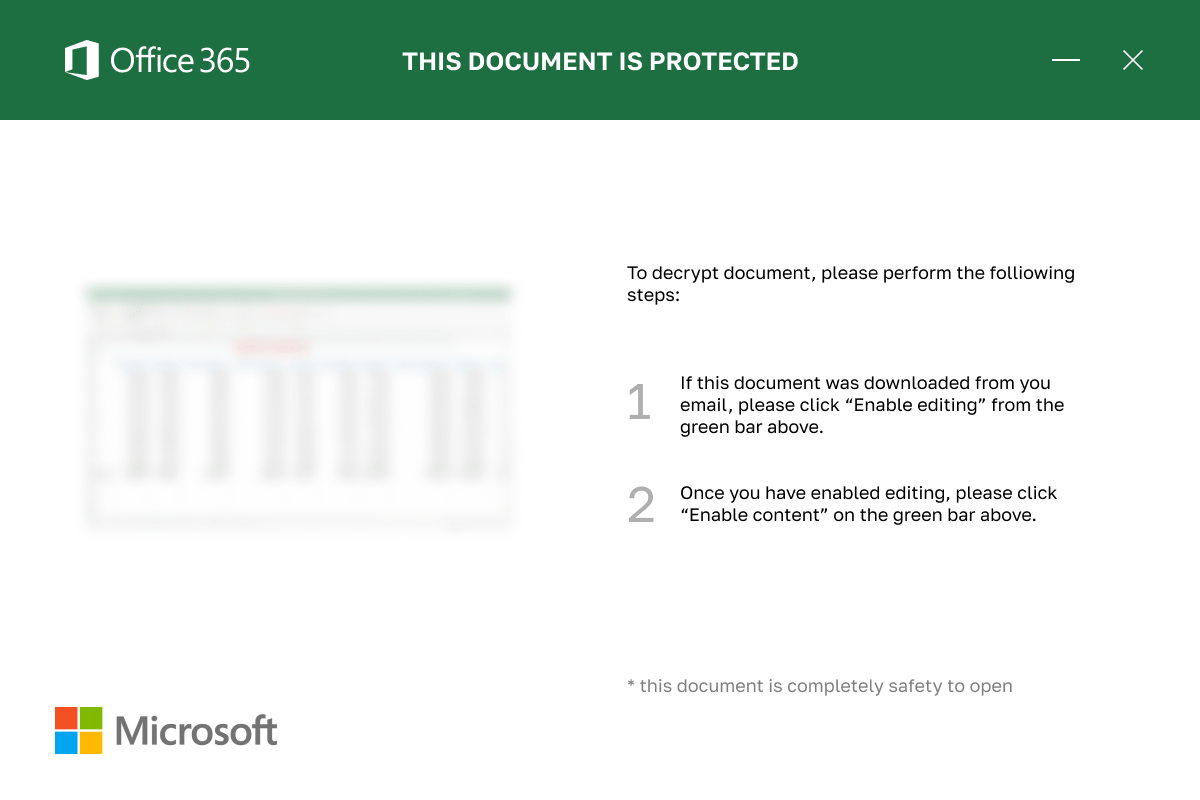 Office 365
THIS DOCUMENT IS PROTECTED
To decrypt document, please perform the folliowing
steps:
1
If this document was downloaded from you
email, please click “Enable editing” from the
green bar above.
2
Once you have enabled editing, please click
“Enable content” on the green bar above.
* this document is completely safety to open
Microsoft